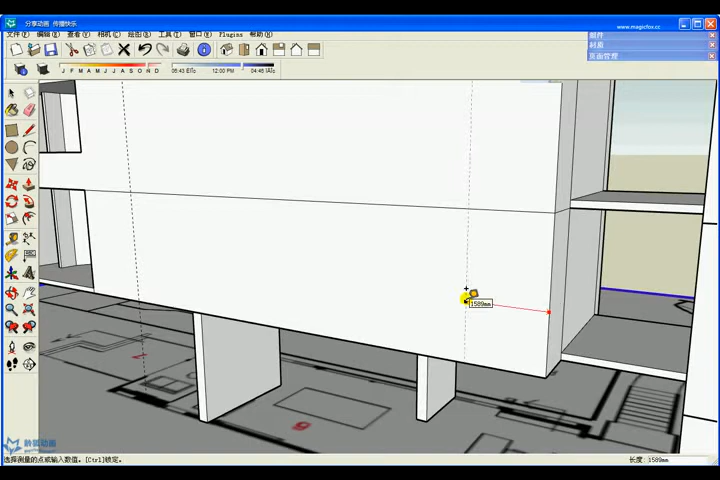 分享动画 传播快乐
www.magicfox.cc
文件(F) 编辑(E) 查看(V) 相机(C) 绘图(R) 工具(T) 窗口(W) Plugins 帮助(H)
组件
材质
页面管理
J F M A M J J A S O N D
06:43 12:00 PM 04:46
1589mm
选择测量的点或输入数值。[Ctrl]锁定。
长度: 1589mm